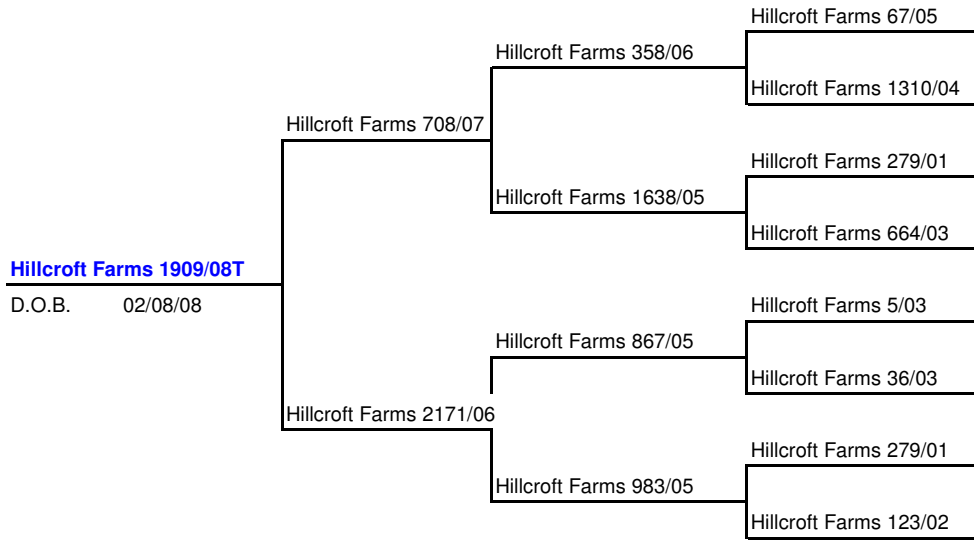 Hillcroft Farms 67/05
Hillcroft Farms 358/06
Hillcroft Farms 1310/04
Hillcroft Farms 708/07
Hillcroft Farms 279/01
Hillcroft Farms 1638/05
Hillcroft Farms 664/03
Hillcroft Farms 1909/08T
D.O.B. 02/08/08
Hillcroft Farms 5/03
Hillcroft Farms 867/05
Hillcroft Farms 36/03
Hillcroft Farms 2171/06
Hillcroft Farms 279/01
Hillcroft Farms 983/05
Hillcroft Farms 123/02